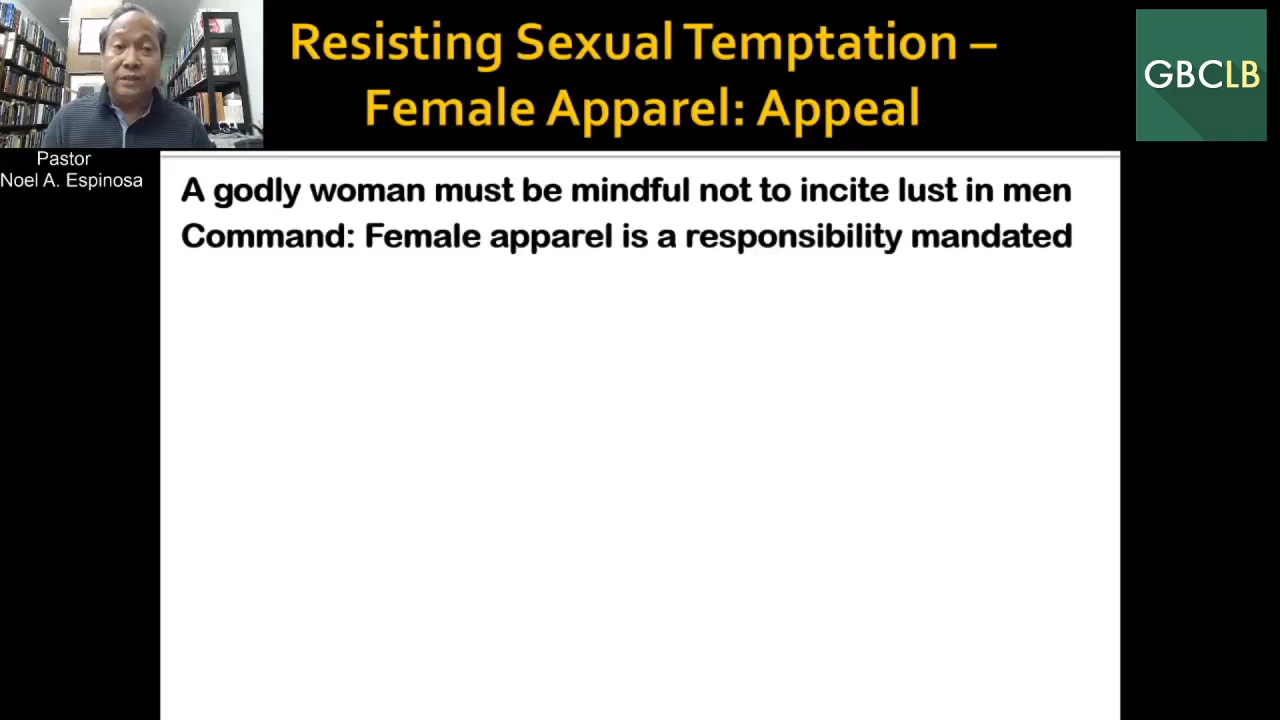 Resisting Sexual Temptation –
Female Apparel: Appeal
GBCLB
Pastor
Noel A. Espinosa
A godly woman must be mindful not to incite lust in men
Command: Female apparel is a responsibility mandated